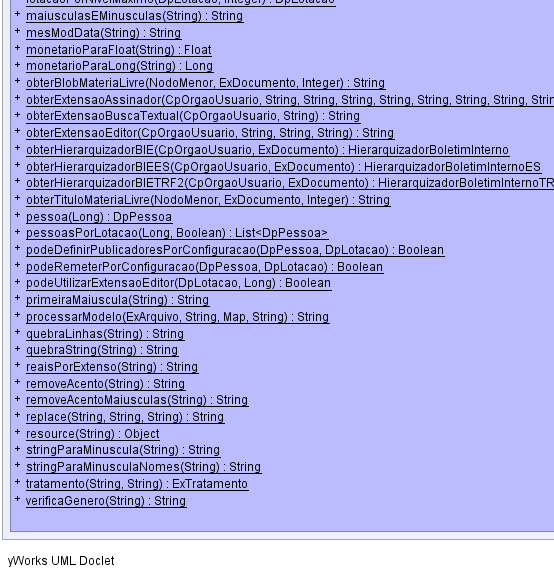 lotacaoPorNivelMaximo(DpLotacao, Integer) : DpLotacao
+ maiusculasEMinusculas(String) : String
+ mesModData(String) : String
+ monetarioParaFloat(String) : Float
+ monetarioParaLong(String) : Long
+ obterBlobMateriaLivre(NodoMenor, ExDocumento, Integer) : String
+ obterExtensaoAssinador(CpOrgaoUsuario, String, String, String, String, String, String, String, Strin
+ obterExtensaoBuscaTextual(CpOrgaoUsuario, String) : String
+ obterExtensaoEditor(CpOrgaoUsuario, String, String, String) : String
+ obterHierarquizadorBIE(CpOrgaoUsuario, ExDocumento) : HierarquizadorBoletimInterno
+ obterHierarquizadorBIEES(CpOrgaoUsuario, ExDocumento) : HierarquizadorBoletimInternoES
+ obterHierarquizadorBIETRF2(CpOrgaoUsuario, ExDocumento) : HierarquizadorBoletimInternoTR
+ obterTituloMateriaLivre(NodoMenor, ExDocumento, Integer) : String
+ pessoa(Long) : DpPessoa
+ pessoasPorLotacao(Long, Boolean) : List<DpPessoa>
+ podeDefinirPublicadoresPorConfiguracao(DpPessoa, DpLotacao) : Boolean
+ podeRemeterPorConfiguracao(DpPessoa, DpLotacao) : Boolean
+ podeUtilizarExtensaoEditor(DpLotacao, Long) : Boolean
+ primeiraMaiuscula(String) : String
+ processarModelo(ExArquivo, String, Map, String) : String
+ quebraLinhas(String) : String
+ quebraString(String) : String
+ reaisPorExtenso(String) : String
+ removeAcento(String) : String
+ removeAcentoMaiusculas(String) : String
+ replace(String, String, String) : String
+ resource(String) : Object
+ stringParaMinuscula(String) : String
+ stringParaMinusculaNomes(String) : String
+ tratamento(String, String) : ExTratamento
+ verificaGenero(String) : String
yWorks UML Doclet